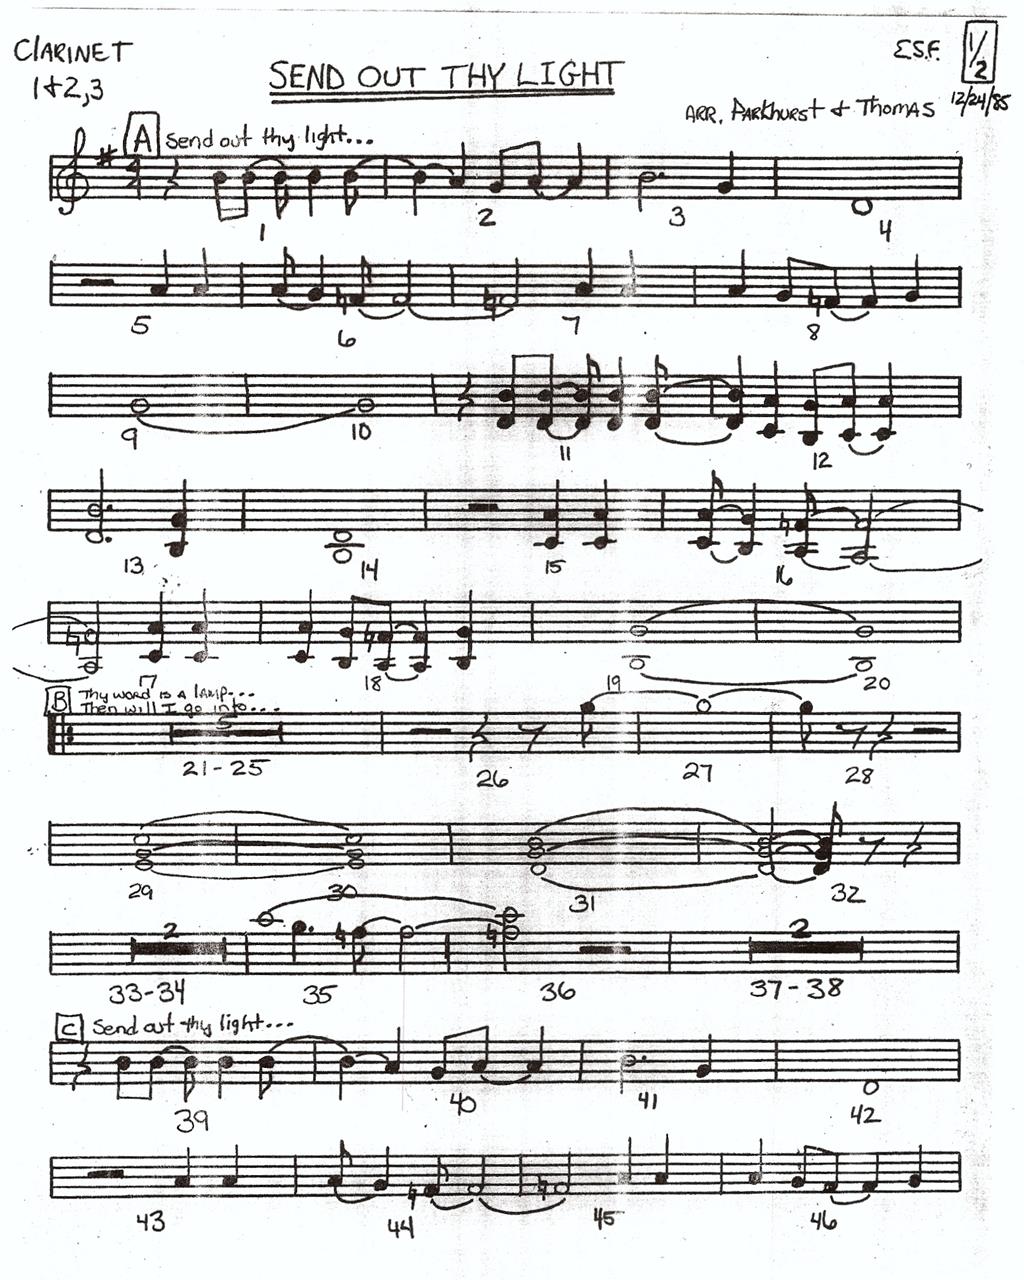 CLARINET
1+2,3
SEND OUT THY LIGHT
E.S.F.
1/2
12/24/85
ARR. Parkhurst + Thomas
A Send out thy light...
4/4
1 2 3 4
5 6 7 8
9 10 11 12
13 14 15 16
17 18 19 20
B Thy word is a lamp...
Then will I go into...
5
21-25 26 27 28
29 30 31 32
2 2
33-34 35 36 37-38
C Send out thy light...
39 40 41 42
43 44 45 46